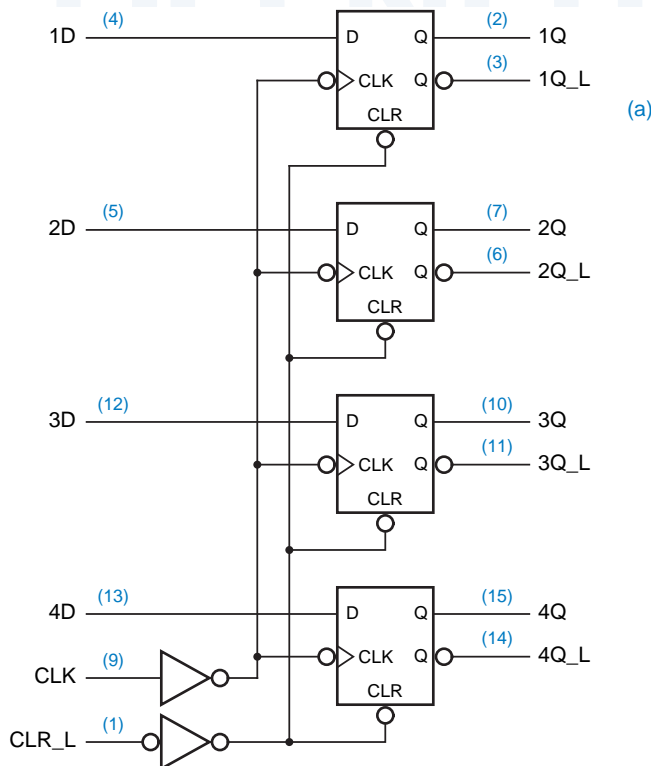 1D (4) D Q (2) 1Q
CLK Q (3) 1Q_L
CLR
(a)
2D (5) D Q (7) 2Q
CLK Q (6) 2Q_L
CLR
3D (12) D Q (10) 3Q
CLK Q (11) 3Q_L
CLR
4D (13) D Q (15) 4Q
CLK Q (14) 4Q_L
CLR
CLK (9)
CLR_L (1)